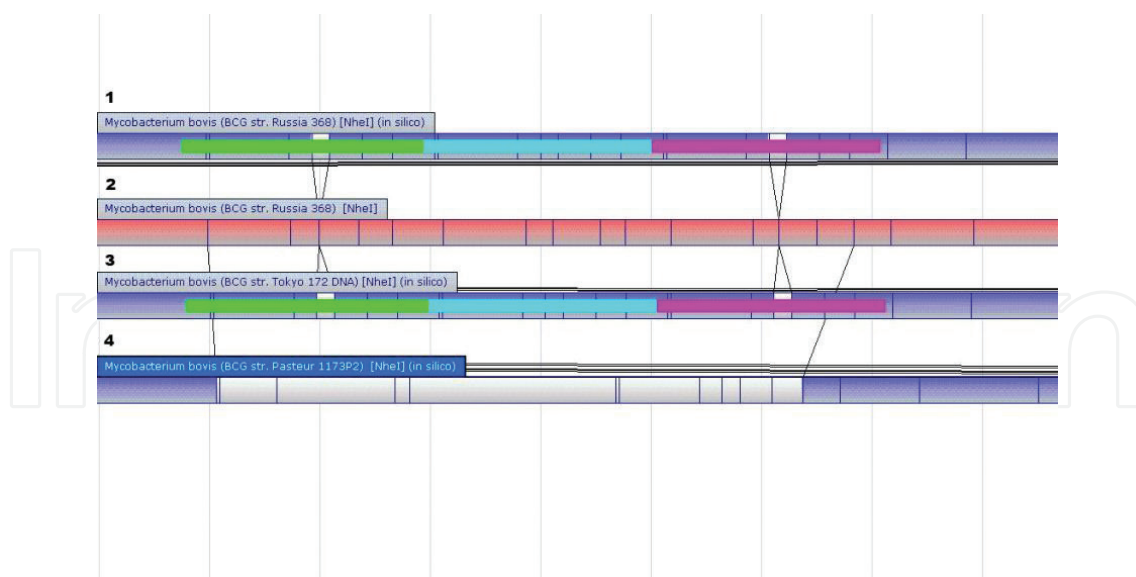 1
Mycobacterium bovis (BCG str. Russia 368) [NheI] (in silico)
2
Mycobacterium bovis (BCG str. Russia 368) [NheI]
3
Mycobacterium bovis (BCG str. Tokyo 172 DNA) [NheI] (in silico)
4
Mycobacterium bovis (BCG str. Pasteur 1173P2) [NheI] (in silico)